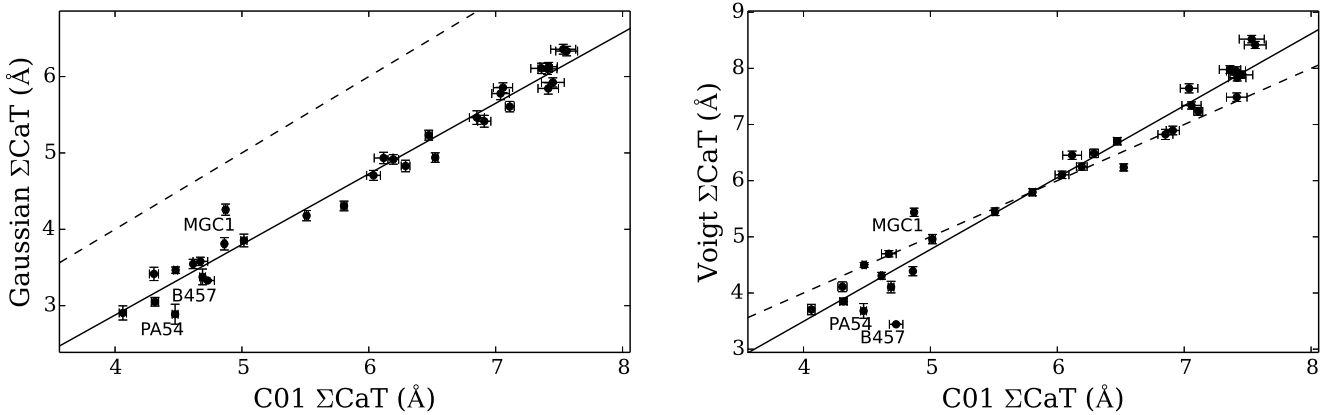 Gaussian ΣCaT (Å)
6
5
4
3
MGC1
B457
PA54
4 5 6 7 8
C01 ΣCaT (Å)
Voigt ΣCaT (Å)
9
8
7
6
5
4
3
MGC1
PA54
B457
4 5 6 7 8
C01 ΣCaT (Å)